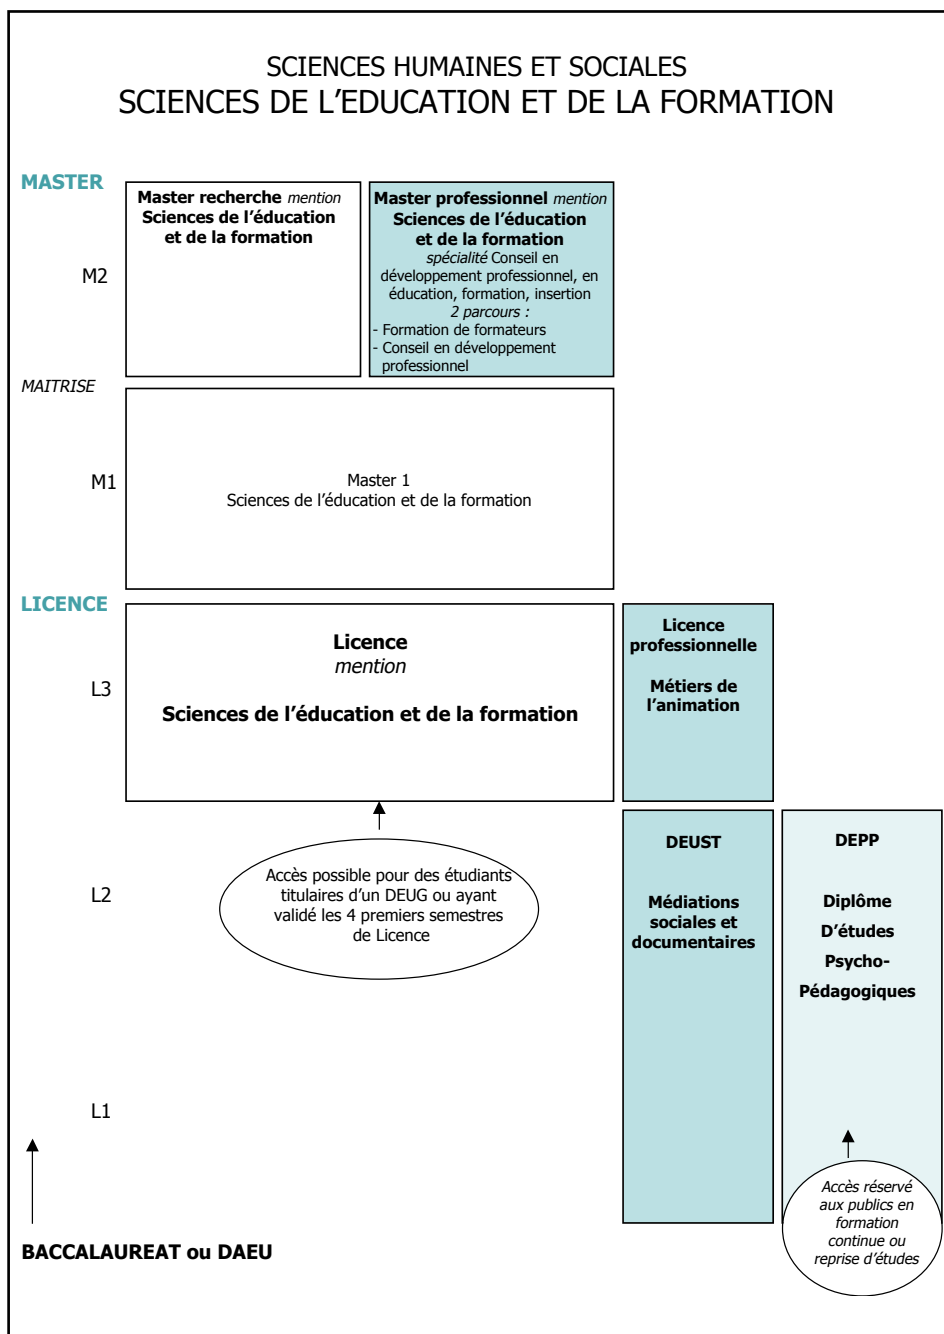 SCIENCES HUMAINES ET SOCIALES
SCIENCES DE L'EDUCATION ET DE LA FORMATION
MASTER
Master recherche mention
Sciences de l'éducation
et de la formation
Master professionnel mention
Sciences de l'éducation
et de la formation
spécialité Conseil en
développement professionnel, en
éducation, formation, insertion
2 parcours :
- Formation de formateurs
- Conseil en développement
professionnel
M2
MAITRISE
M1
Master 1
Sciences de l'éducation et de la formation
LICENCE
Licence
mention
Sciences de l'éducation et de la formation
L3
Licence
professionnelle
Métiers de
l'animation
Accès possible pour des étudiants
titulaires d'un DEUG ou ayant
validé les 4 premiers semestres
de Licence
L2
DEUST
Médiations
sociales et
documentaires
DEPP
Diplôme
D'études
Psycho-
Pédagogiques
L1
Accès réservé
aux publics en
formation
continue ou
reprise d'études
BACCALAUREAT ou DAEU